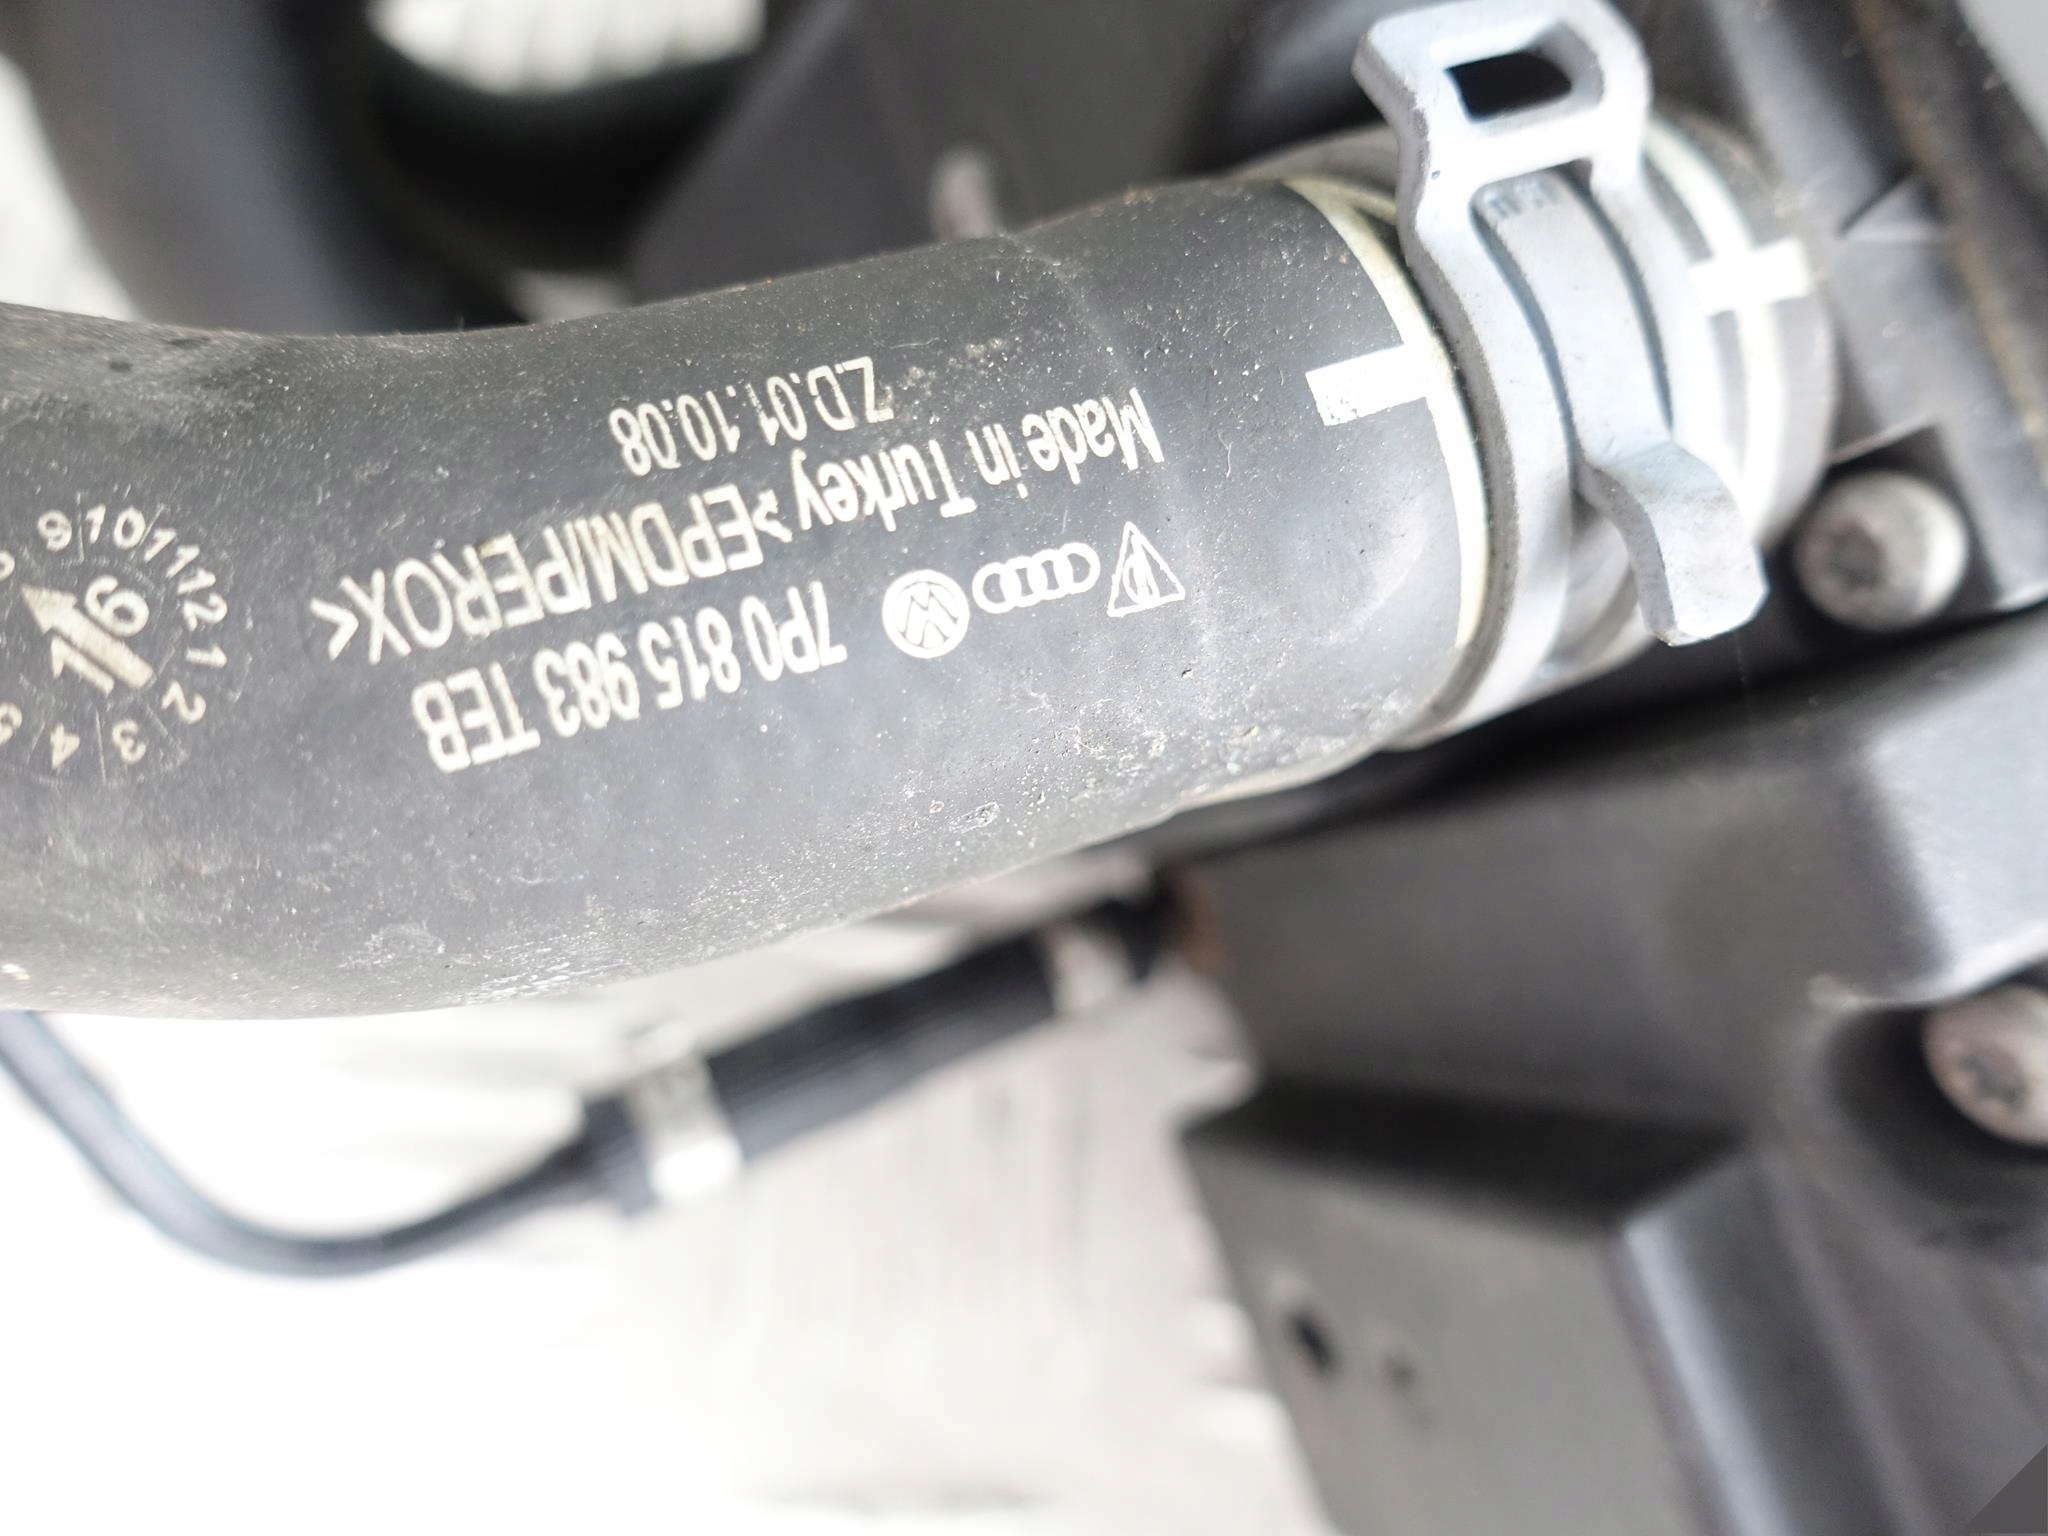 7P0 815 983 TEB
Made in Turkey >EPDM/PEROX<
Z.D.01.10.08
9/10/11/12 1 2 3 4
16